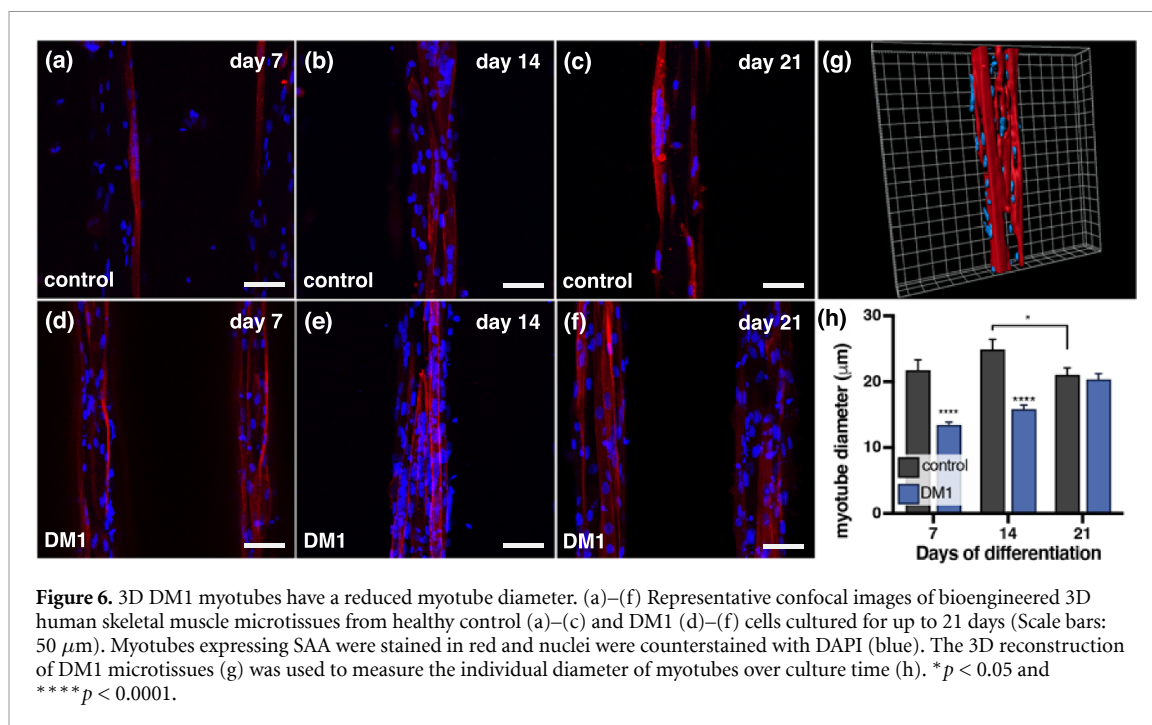 (a) day 7
control
(b) day 14
control
(c) day 21
control
(g)
(d) day 7
DM1
(e) day 14
DM1
(f) day 21
DM1
(h)
myotube diameter (μm)
30
20
10
0
*
****
****
control
DM1
7 14 21
Days of differentiation
Figure 6. 3D DM1 myotubes have a reduced myotube diameter. (a)–(f) Representative confocal images of bioengineered 3D
human skeletal muscle microtissues from healthy control (a)–(c) and DM1 (d)–(f) cells cultured for up to 21 days (Scale bars:
50 μm). Myotubes expressing SAA were stained in red and nuclei were counterstained with DAPI (blue). The 3D reconstruction
of DM1 microtissues (g) was used to measure the individual diameter of myotubes over culture time (h). *p < 0.05 and
****p < 0.0001.